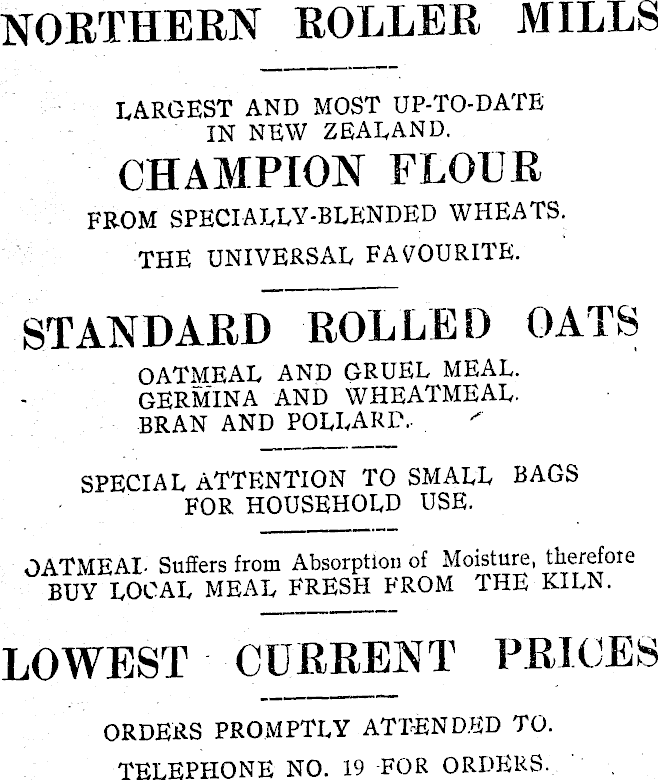 NORTHERN ROLLER MILLS
LARGEST AND MOST UP-TO-DATE
IN NEW ZEALAND.
CHAMPION FLOUR
FROM SPECIALLY-BLENDED WHEATS.
THE UNIVERSAL FAVOURITE.
STANDARD ROLLED OATS
OATMEAL AND GRUEL MEAL.
GERMINA AND WHEATMEAL.
BRAN AND POLLARD.
SPECIAL ATTENTION TO SMALL BAGS
FOR HOUSEHOLD USE.
OATMEAL Suffers from Absorption of Moisture, therefore
BUY LOCAL MEAL FRESH FROM THE KILN.
LOWEST CURRENT PRICES
ORDERS PROMPTLY ATTENDED TO.
TELEPHONE NO. 19 FOR ORDERS.